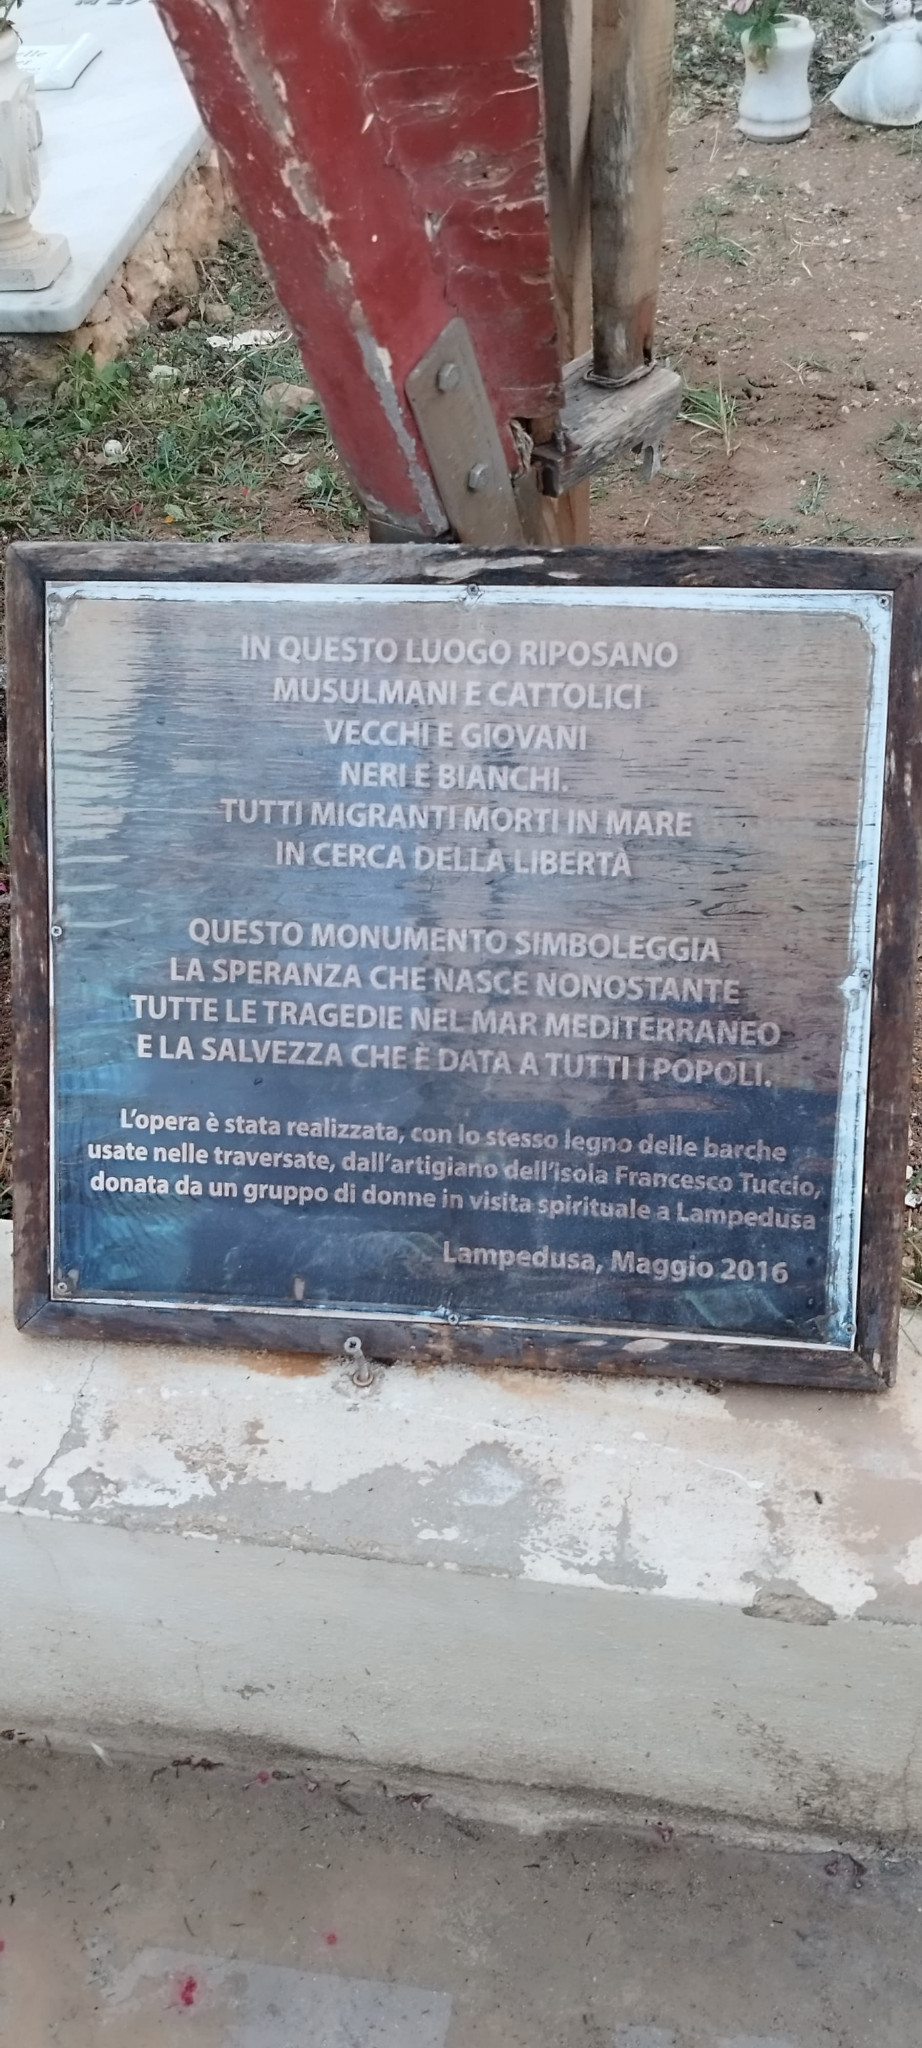 IN QUESTO LUOGO RIPOSANO
MUSULMANI E CATTOLICI
VECCHI E GIOVANI
NERI E BIANCHI.
TUTTI MIGRANTI MORTI IN MARE
IN CERCA DELLA LIBERTÀ
QUESTO MONUMENTO SIMBOLEGGIA
LA SPERANZA CHE NASCE NONOSTANTE
TUTTE LE TRAGEDIE NEL MAR MEDITERRANEO
E LA SALVEZZA CHE È DATA A TUTTI I POPOLI.
L'opera è stata realizzata, con lo stesso legno delle barche
usate nelle traversate, dall'artigiano dell'isola Francesco Tuccio,
donata da un gruppo di donne in visita spirituale a Lampedusa
Lampedusa, Maggio 2016